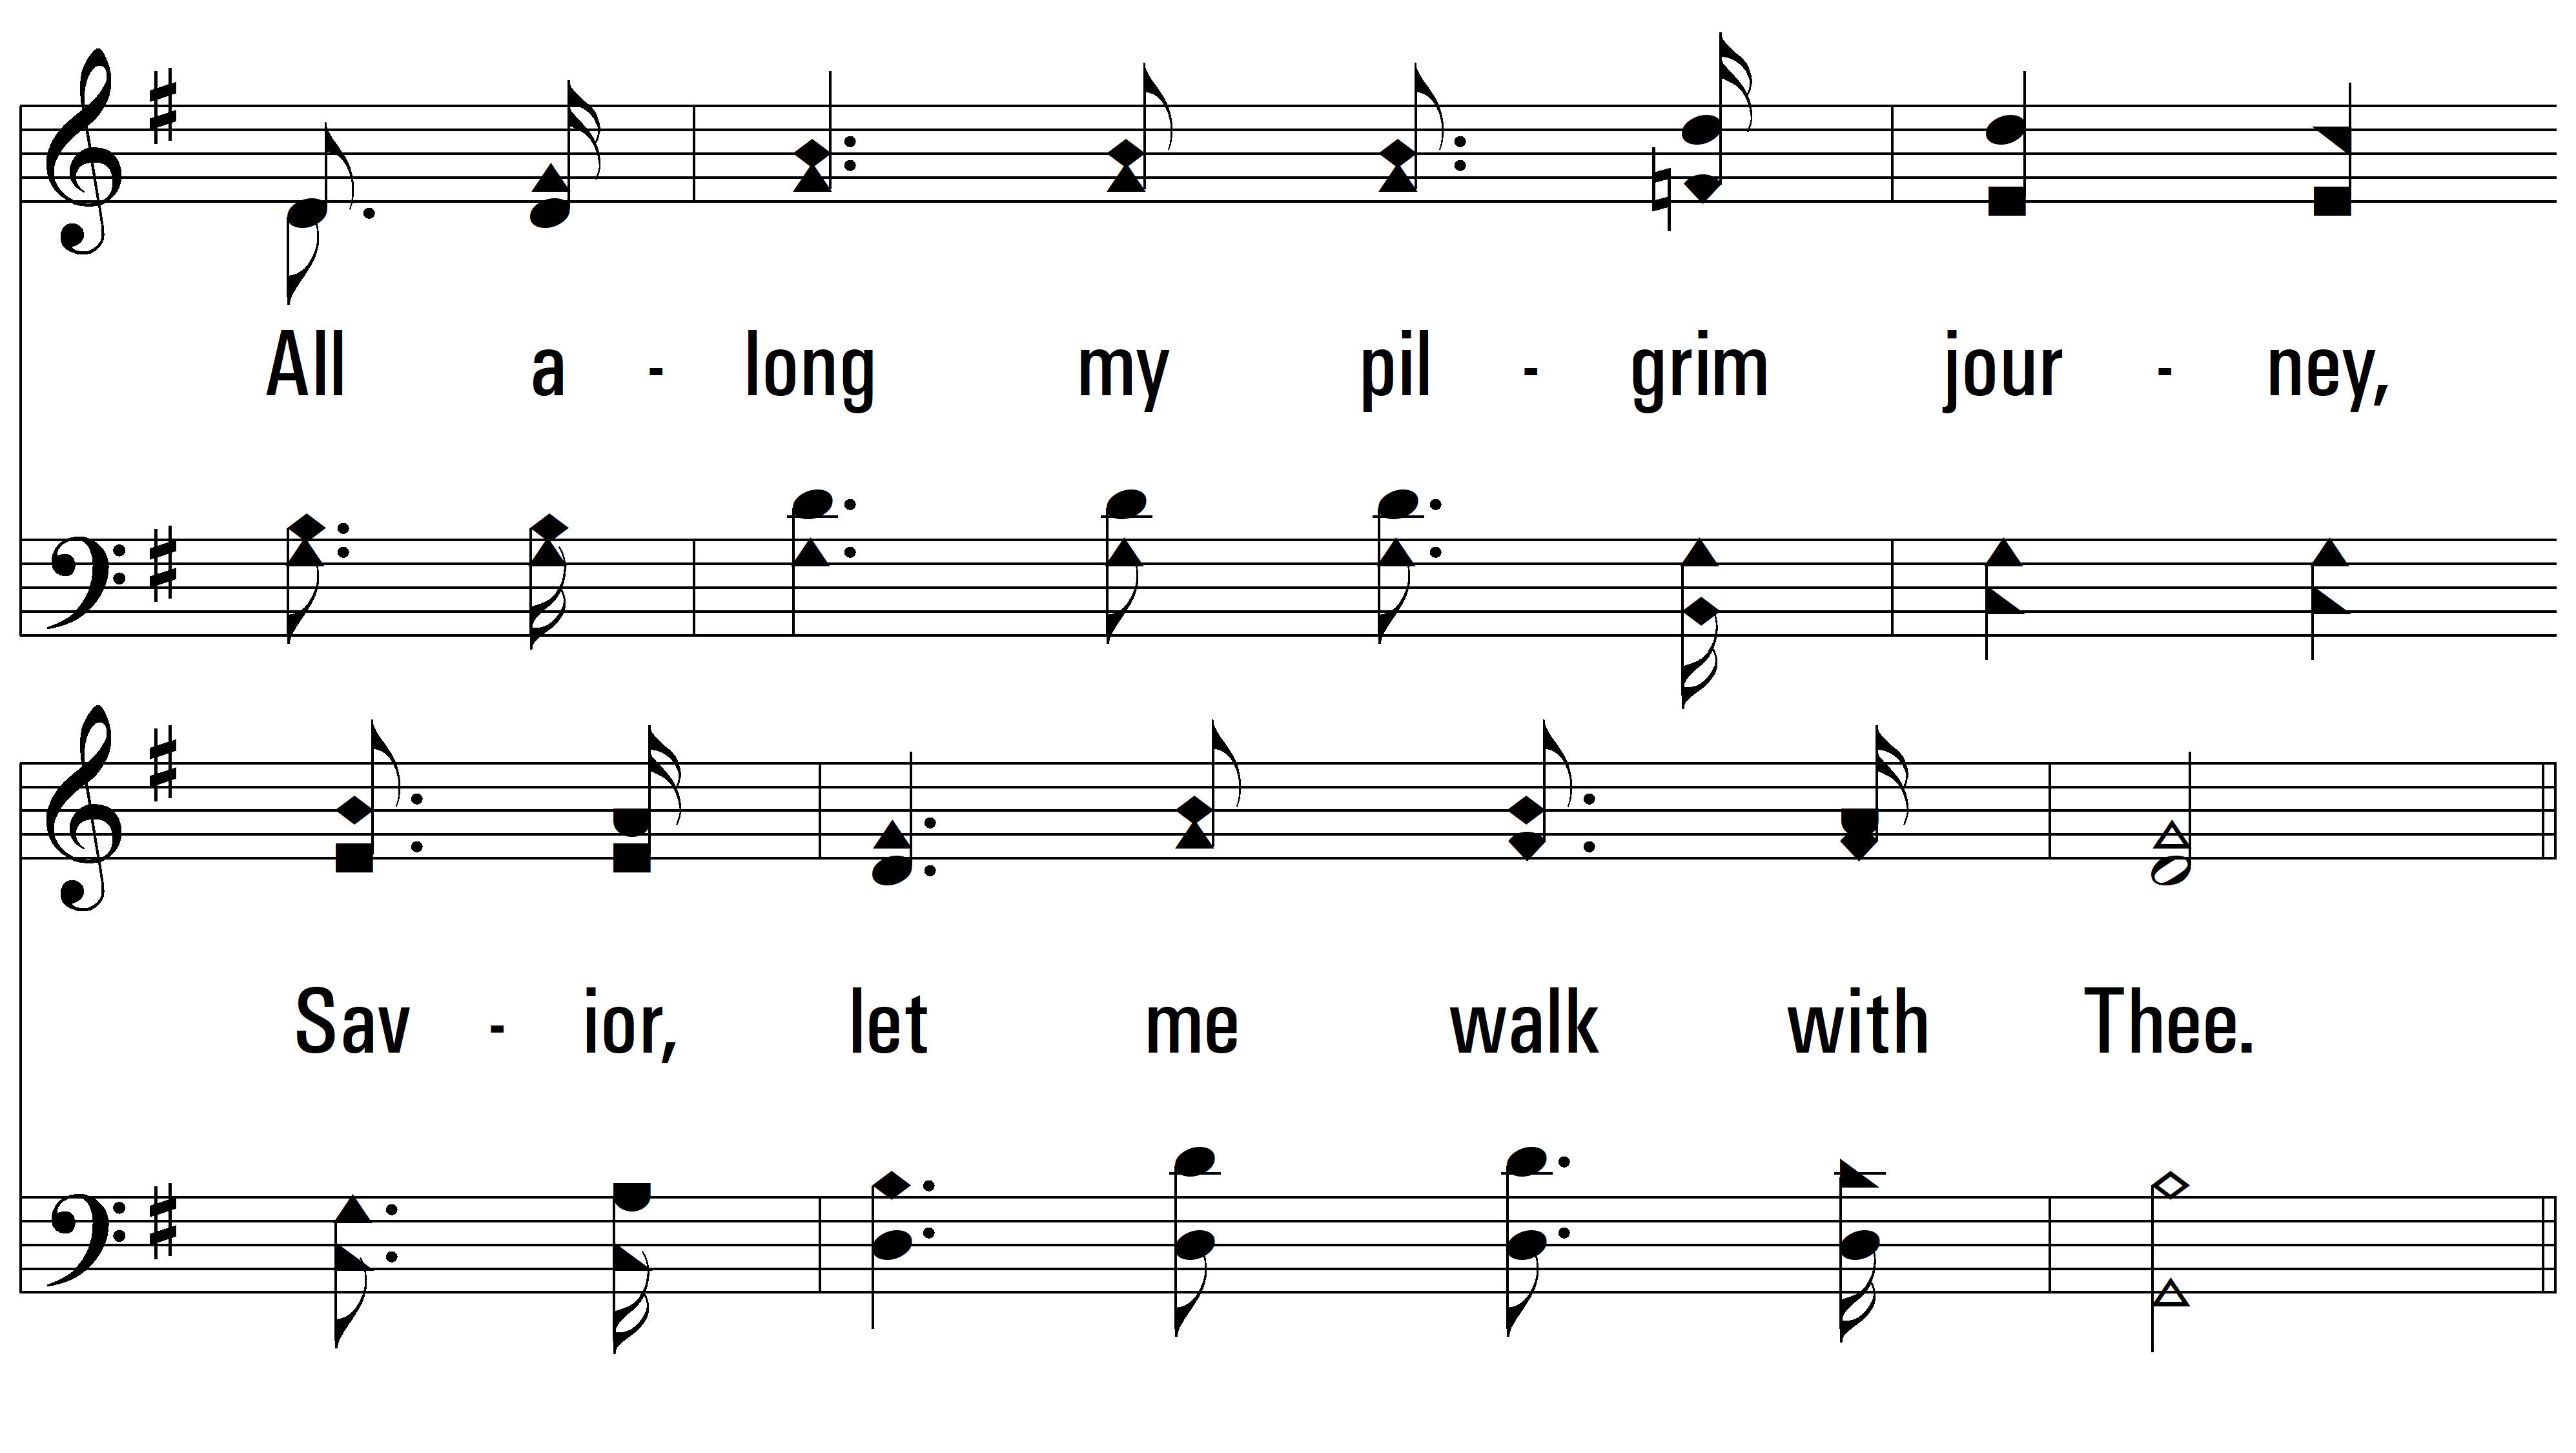 All a - long my pil - grim jour - ney,
Sav - ior, let me walk with Thee.